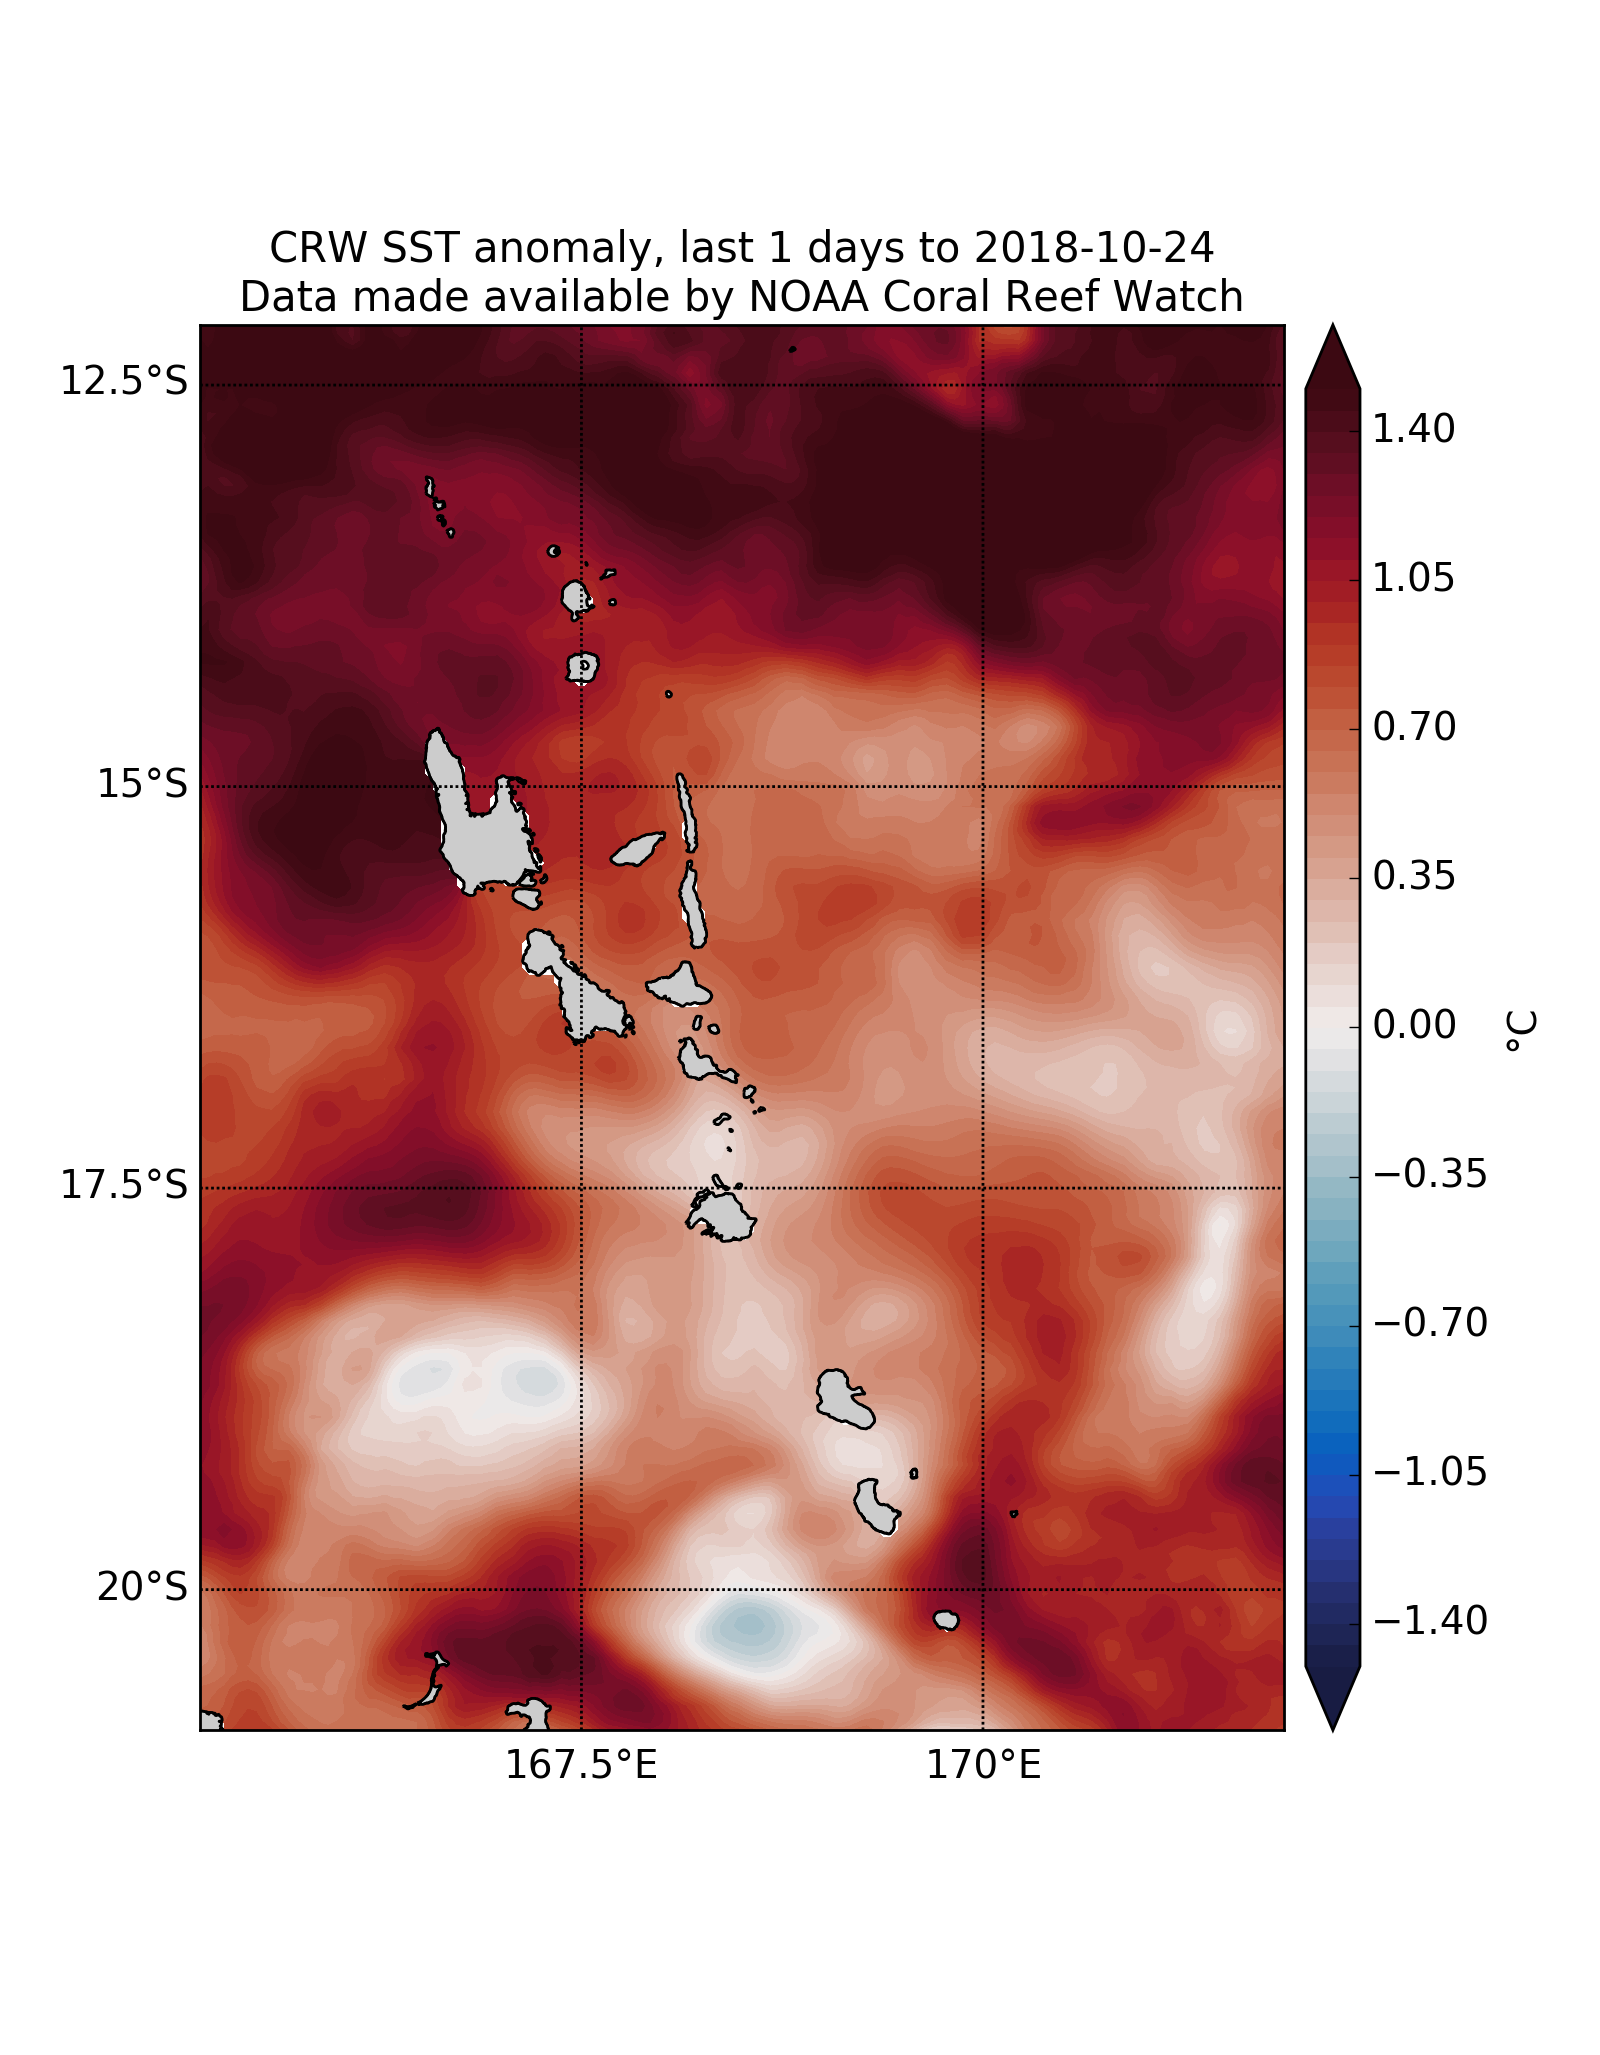 CRW SST anomaly, last 1 days to 2018-10-24
Data made available by NOAA Coral Reef Watch
12.5°S
15°S
17.5°S
20°S
167.5°E
170°E
1.40
1.05
0.70
0.35
0.00
−0.35
−0.70
−1.05
−1.40
°C